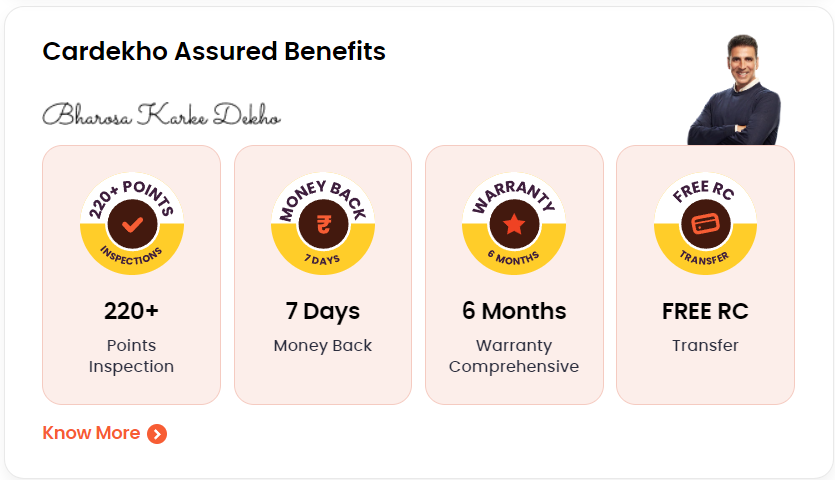 Cardekho Assured Benefits
Bharosa Karke Dekho
220+ POINTS
INSPECTIONS
220+
Points
Inspection
MONEY BACK
7 DAYS
7 Days
Money Back
WARRANTY
6 MONTHS
6 Months
Warranty
Comprehensive
FREE RC
TRANSFER
FREE RC
Transfer
Know More